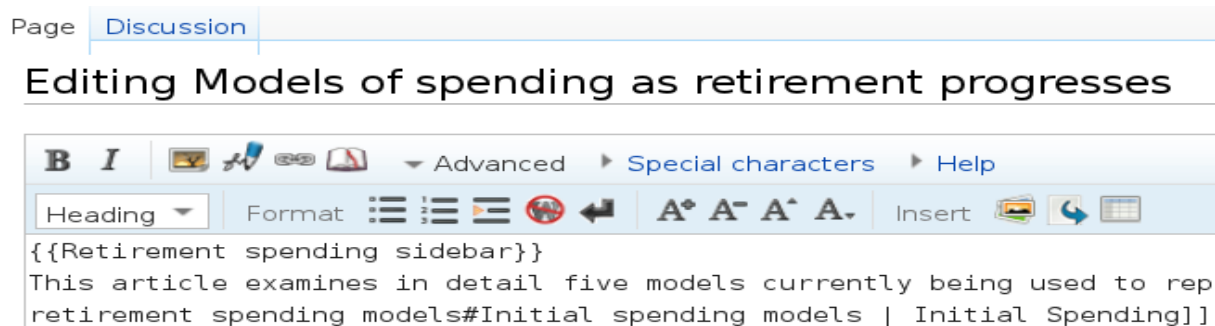 Page Discussion
Editing Models of spending as retirement progresses
B I Advanced Special characters Help
Heading Format A A A A Insert
{{Retirement spending sidebar}}
This article examines in detail five models currently being used to rep
retirement spending models#Initial spending models | Initial Spending]]